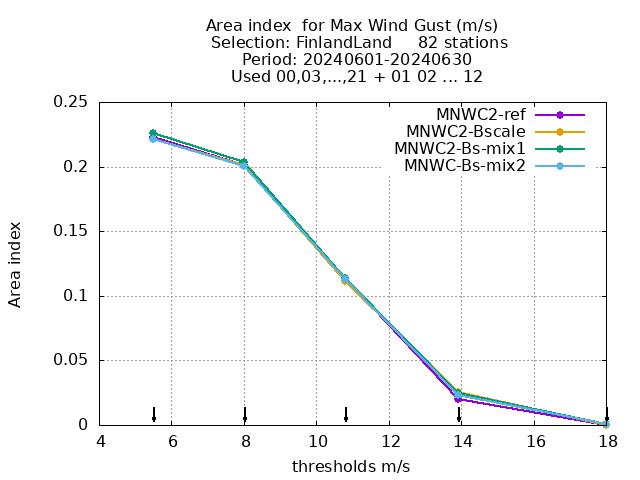 Area index  for Max Wind Gust (m/s)
Selection: FinlandLand     82 stations
Period: 20240601-20240630
Used 00,03,...,21 + 01 02 ... 12
MNWC2-ref
MNWC2-Bscale
MNWC2-Bs-mix1
MNWC-Bs-mix2
0.25
0.2
0.15
0.1
0.05
0
Area index
4 6 8 10 12 14 16 18
thresholds m/s